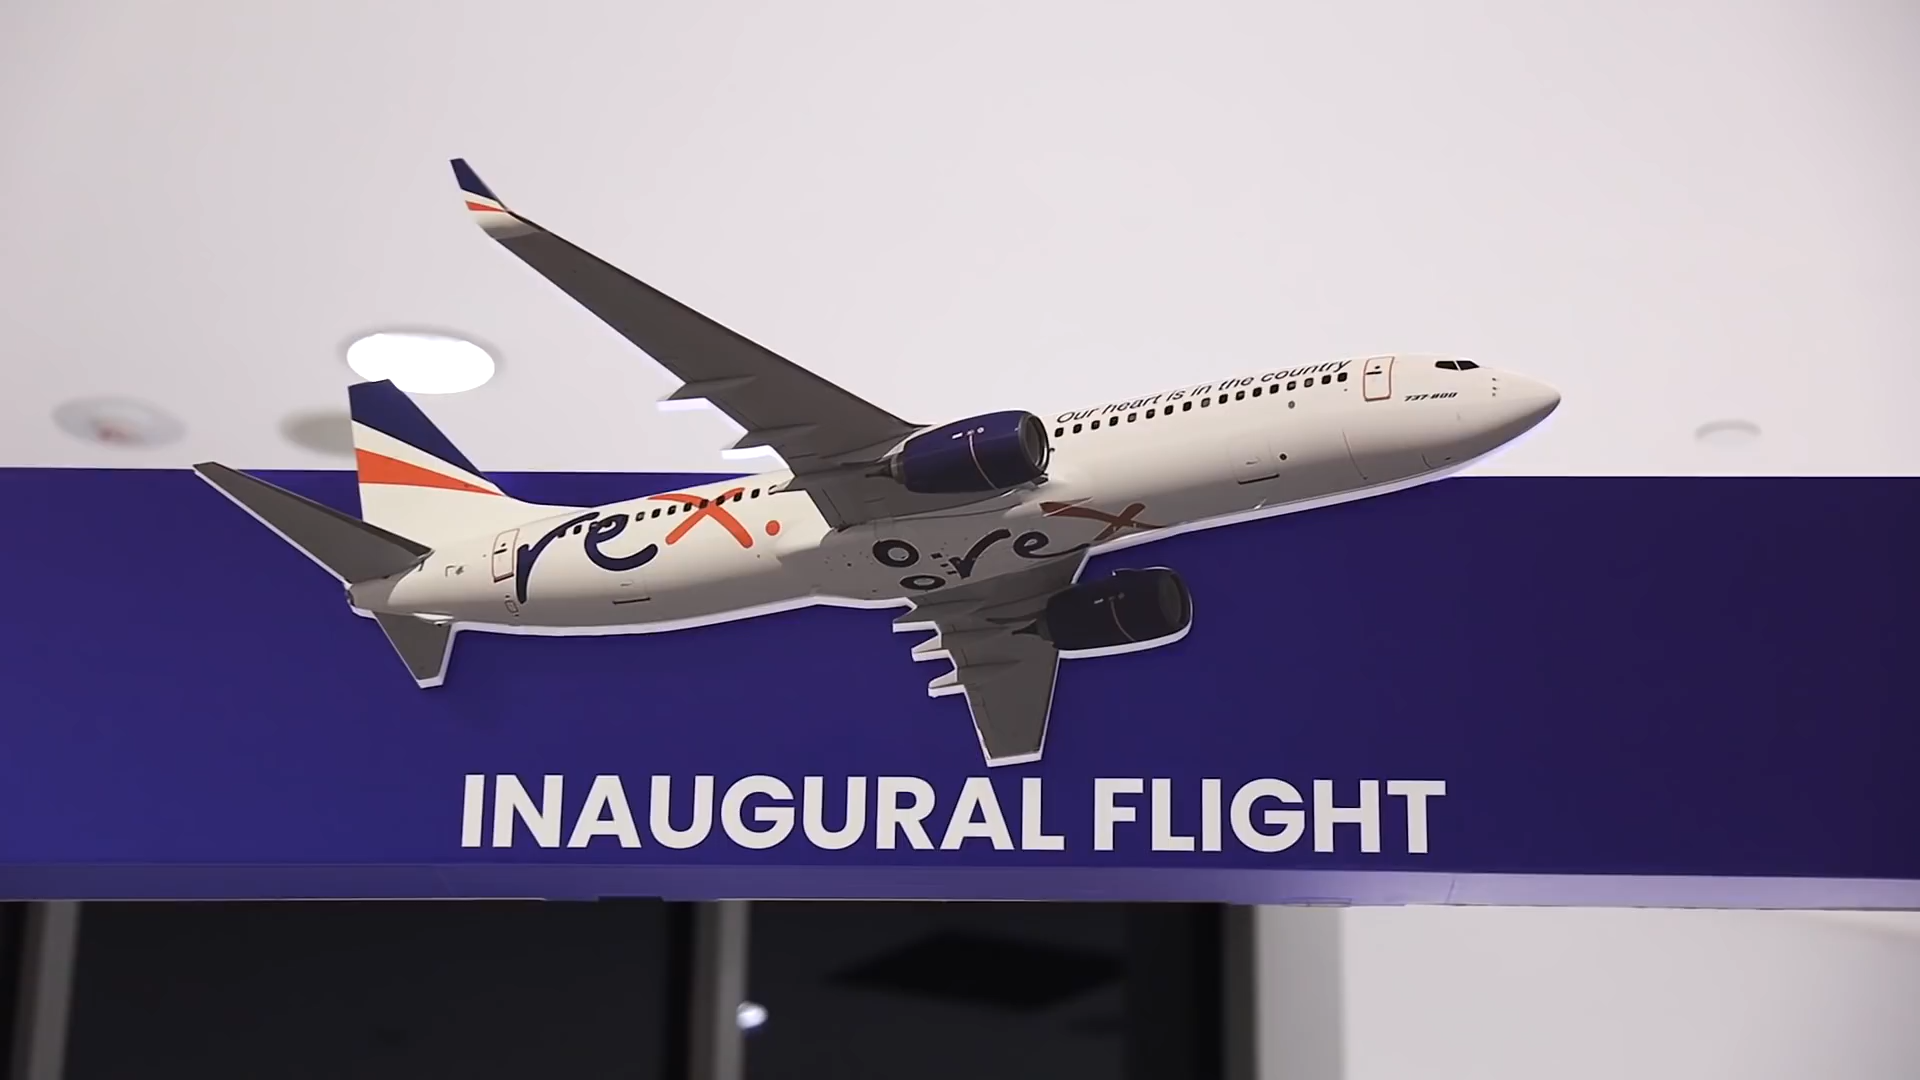 Our heart is in the country
737-800
rex.
rex
INAUGURAL FLIGHT